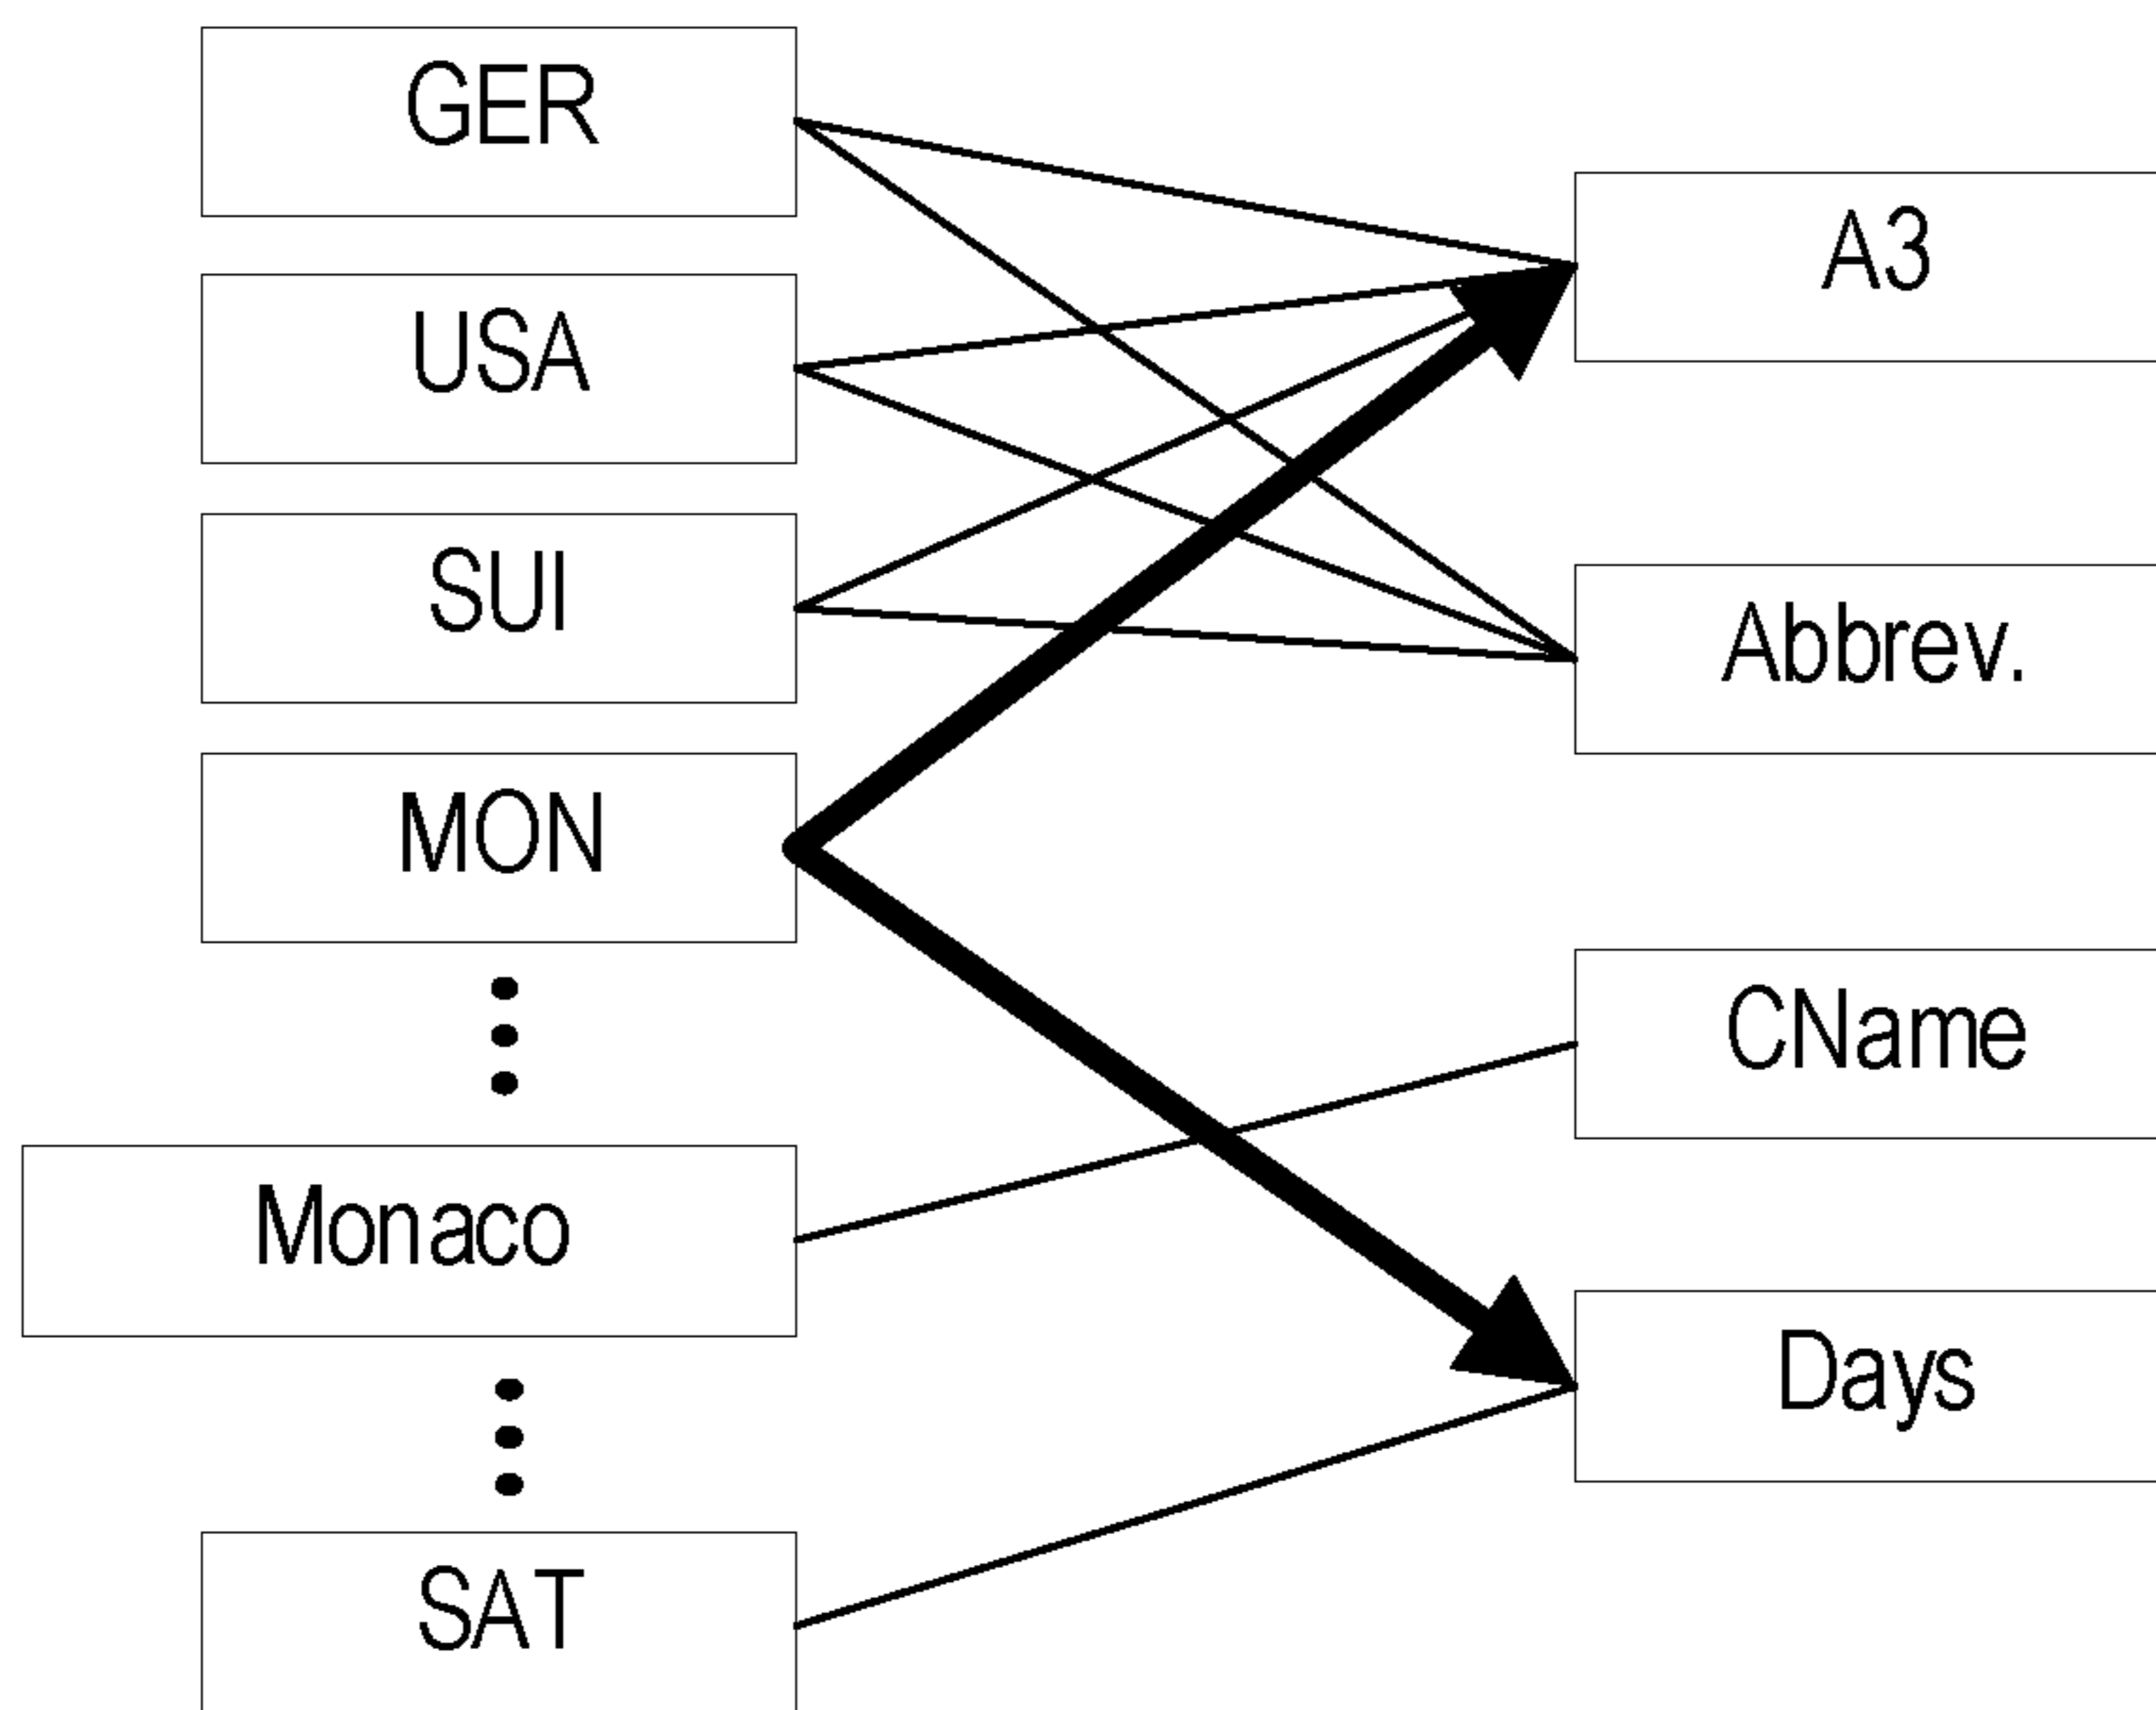 GER
USA
SUI
MON
Monaco
SAT
A3
Abbrev.
CName
Days